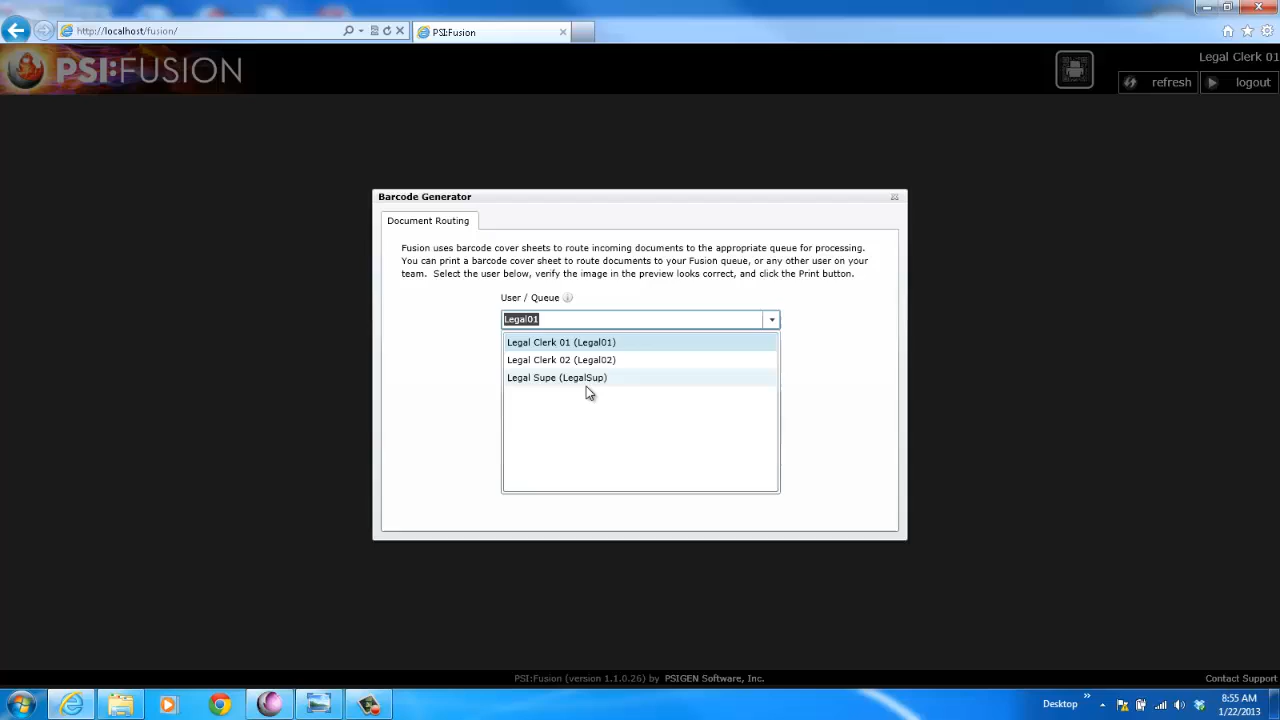 http://localhost/fusion/
PSI:Fusion
PSI:FUSION
Legal Clerk 01
refresh
logout
Barcode Generator
Document Routing
Fusion uses barcode cover sheets to route incoming documents to the appropriate queue for processing.
You can print a barcode cover sheet to route documents to your Fusion queue, or any other user on your
team. Select the user below, verify the image in the preview looks correct, and click the Print button.
User / Queue
Legal01
Legal Clerk 01 (Legal01)
Legal Clerk 02 (Legal02)
Legal Supe (LegalSup)
PSI:Fusion (version 1.1.0.26) by PSIGEN Software, Inc.
Contact Support
Desktop
8:55 AM
1/22/2013